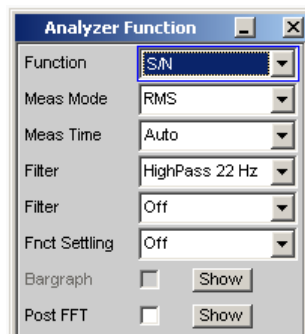 Analyzer Function
Function S/N
Meas Mode RMS
Meas Time Auto
Filter HighPass 22 Hz
Filter Off
Fnct Settling Off
Bargraph Show
Post FFT Show